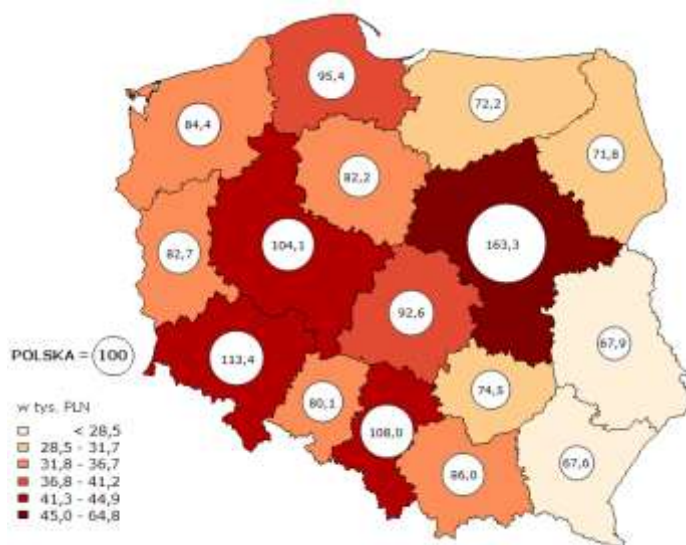 95,4
72,2
84,4
71,8
82,2
163,3
104,1
82,7
92,6
67,9
POLSKA = 100
113,4
74,5
80,1
108,0
86,0
67,6
w tys. PLN
< 28,5
28,5 - 31,7
31,8 - 36,7
36,8 - 41,2
41,3 - 44,9
45,0 - 64,8